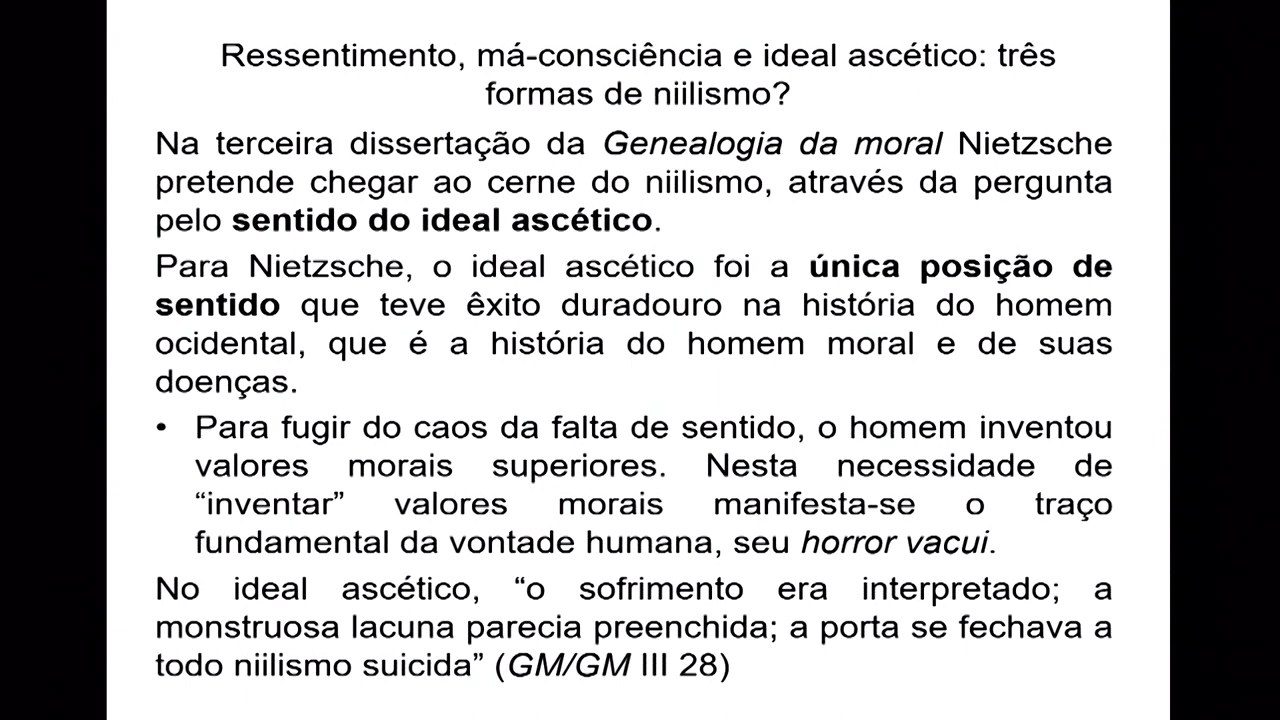 Ressentimento, má-consciência e ideal ascético: três
formas de niilismo?
Na terceira dissertação da Genealogia da moral Nietzsche
pretende chegar ao cerne do niilismo, através da pergunta
pelo sentido do ideal ascético.
Para Nietzsche, o ideal ascético foi a única posição de
sentido que teve êxito duradouro na história do homem
ocidental, que é a história do homem moral e de suas
doenças.
• Para fugir do caos da falta de sentido, o homem inventou
valores morais superiores. Nesta necessidade de
“inventar” valores morais manifesta-se o traço
fundamental da vontade humana, seu horror vacui.
No ideal ascético, “o sofrimento era interpretado; a
monstruosa lacuna parecia preenchida; a porta se fechava a
todo niilismo suicida” (GM/GM III 28)